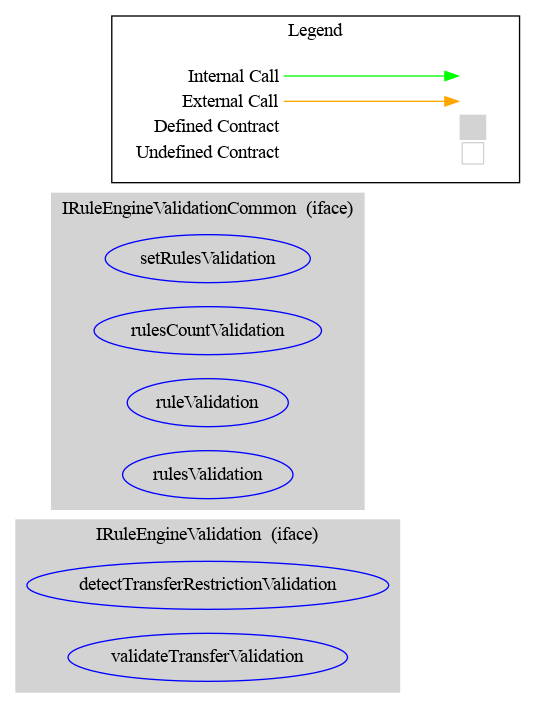 Legend
Internal Call
External Call
Defined Contract
Undefined Contract
IRuleEngineValidationCommon (iface)
setRulesValidation
rulesCountValidation
ruleValidation
rulesValidation
IRuleEngineValidation (iface)
detectTransferRestrictionValidation
validateTransferValidation